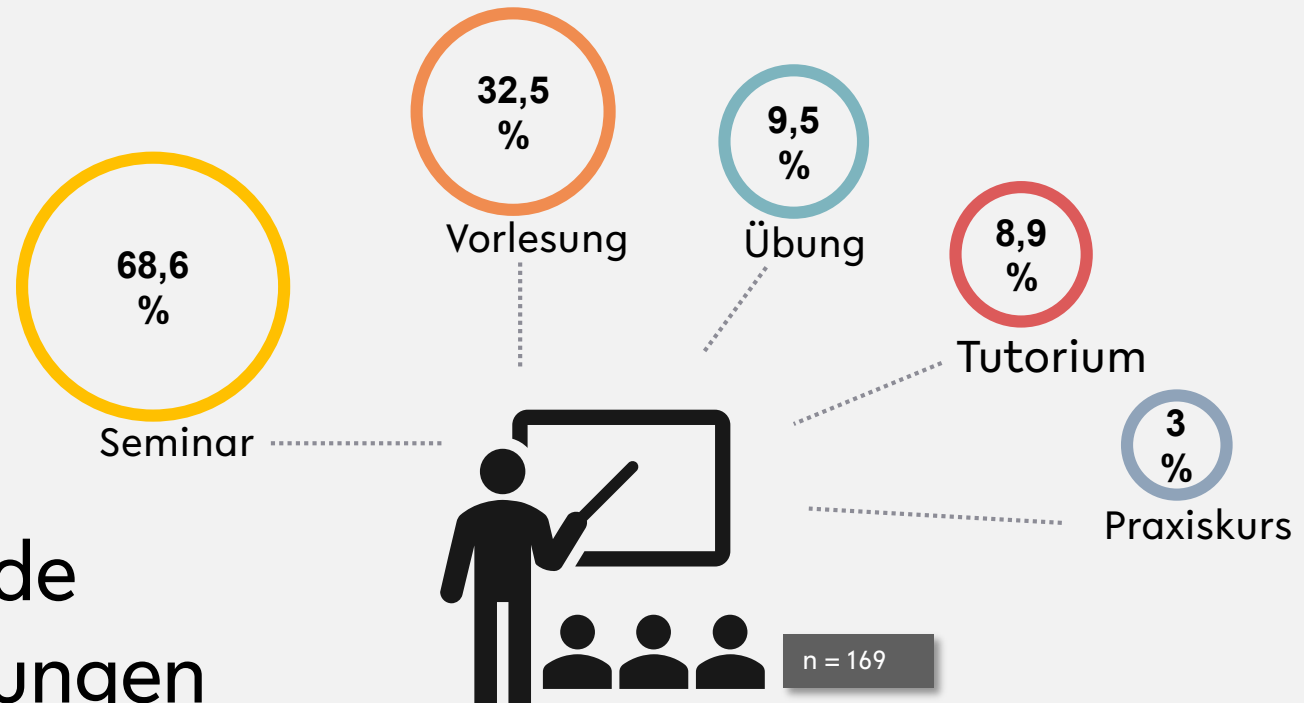 32,5
%
Vorlesung
9,5
%
Übung
68,6
%
Seminar
8,9
%
Tutorium
3
%
Praxiskurs
de
ungen
n = 169